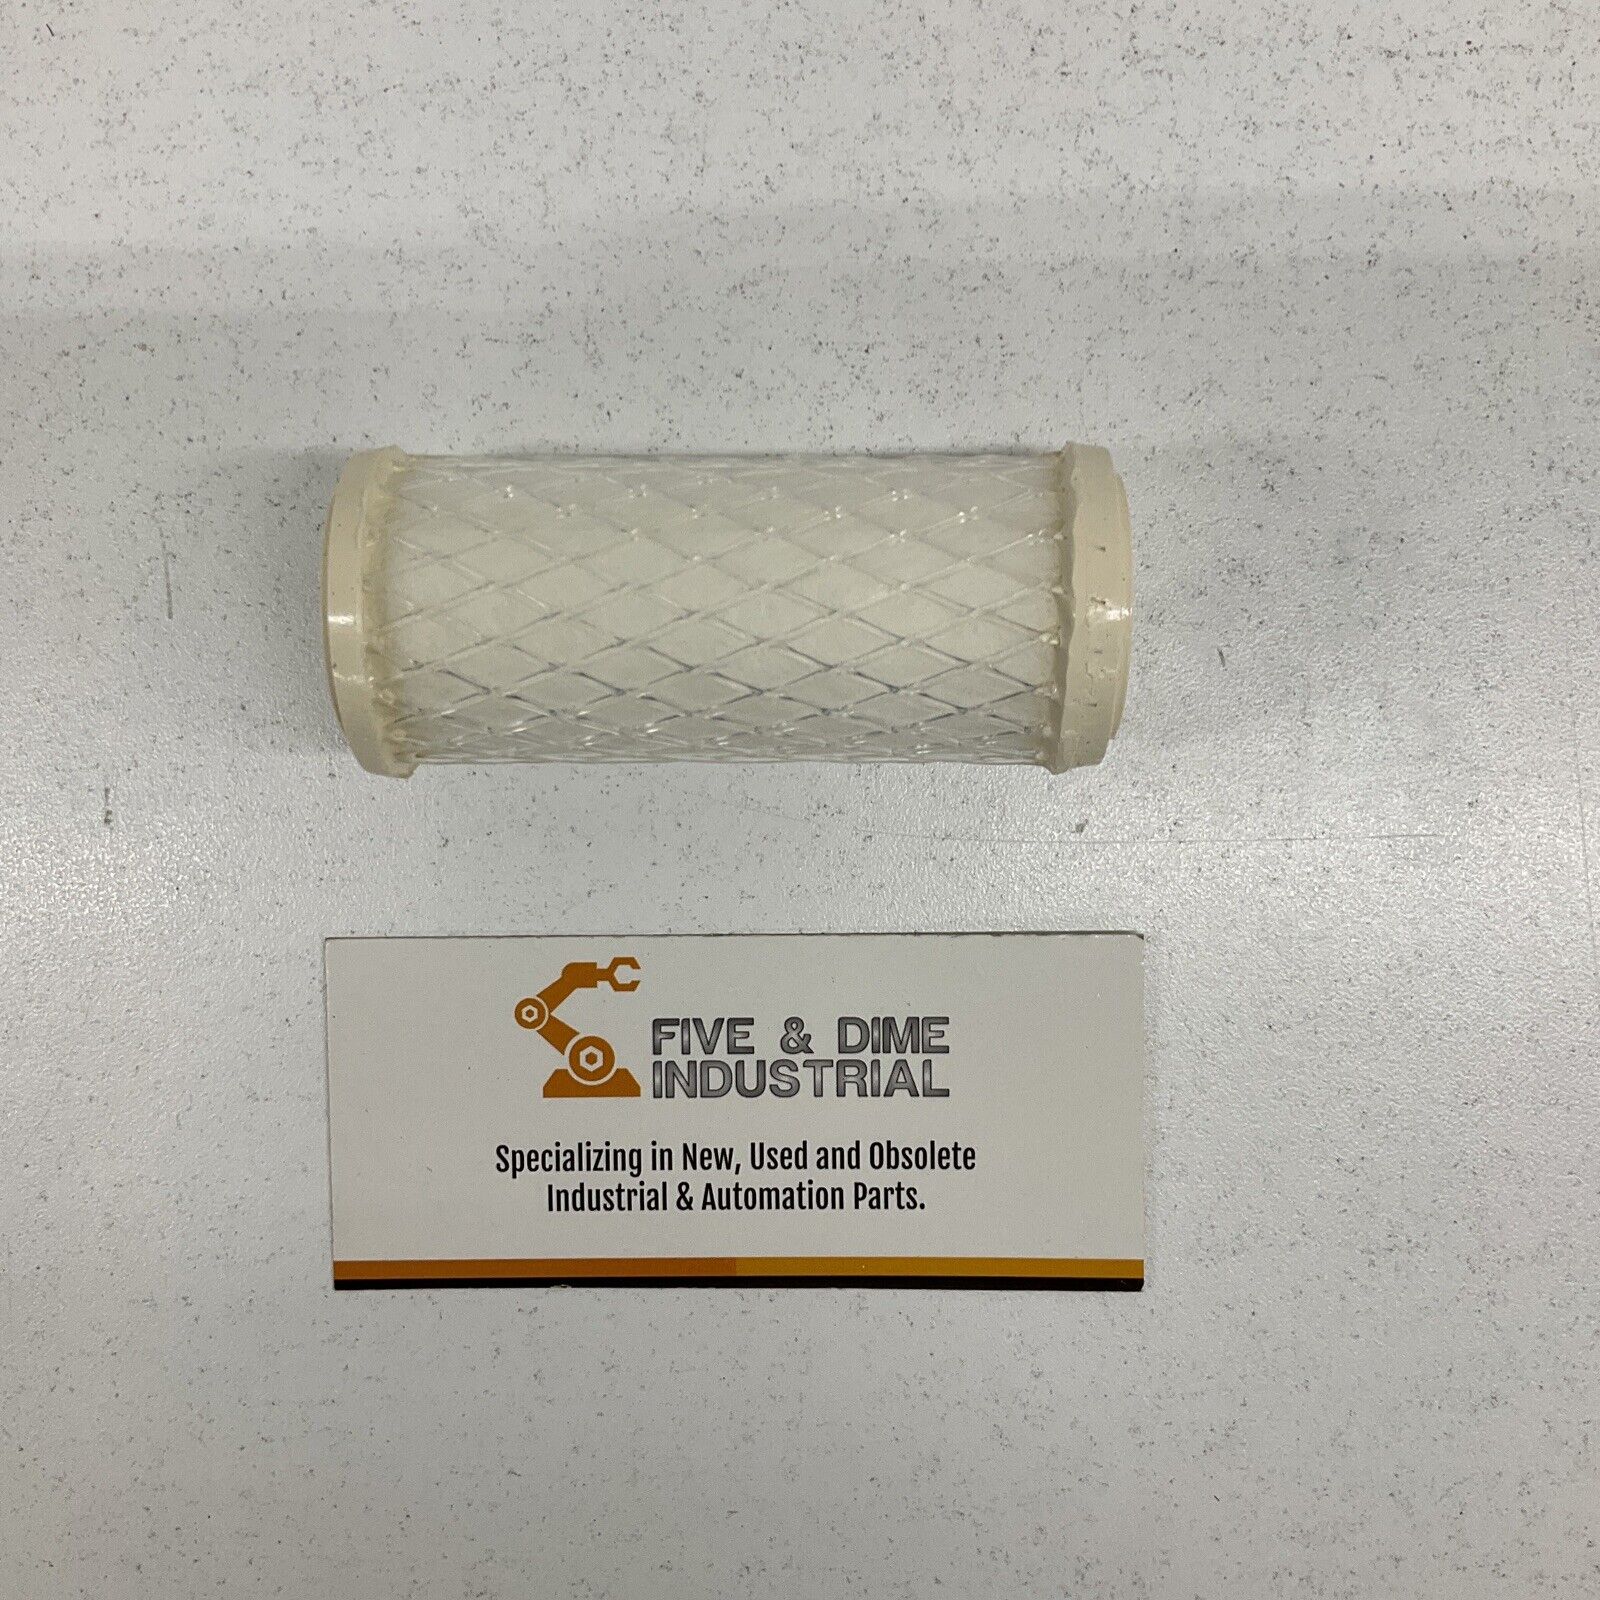 FIVE & DIME
INDUSTRIAL
Specializing in New, Used and Obsolete
Industrial & Automation Parts.